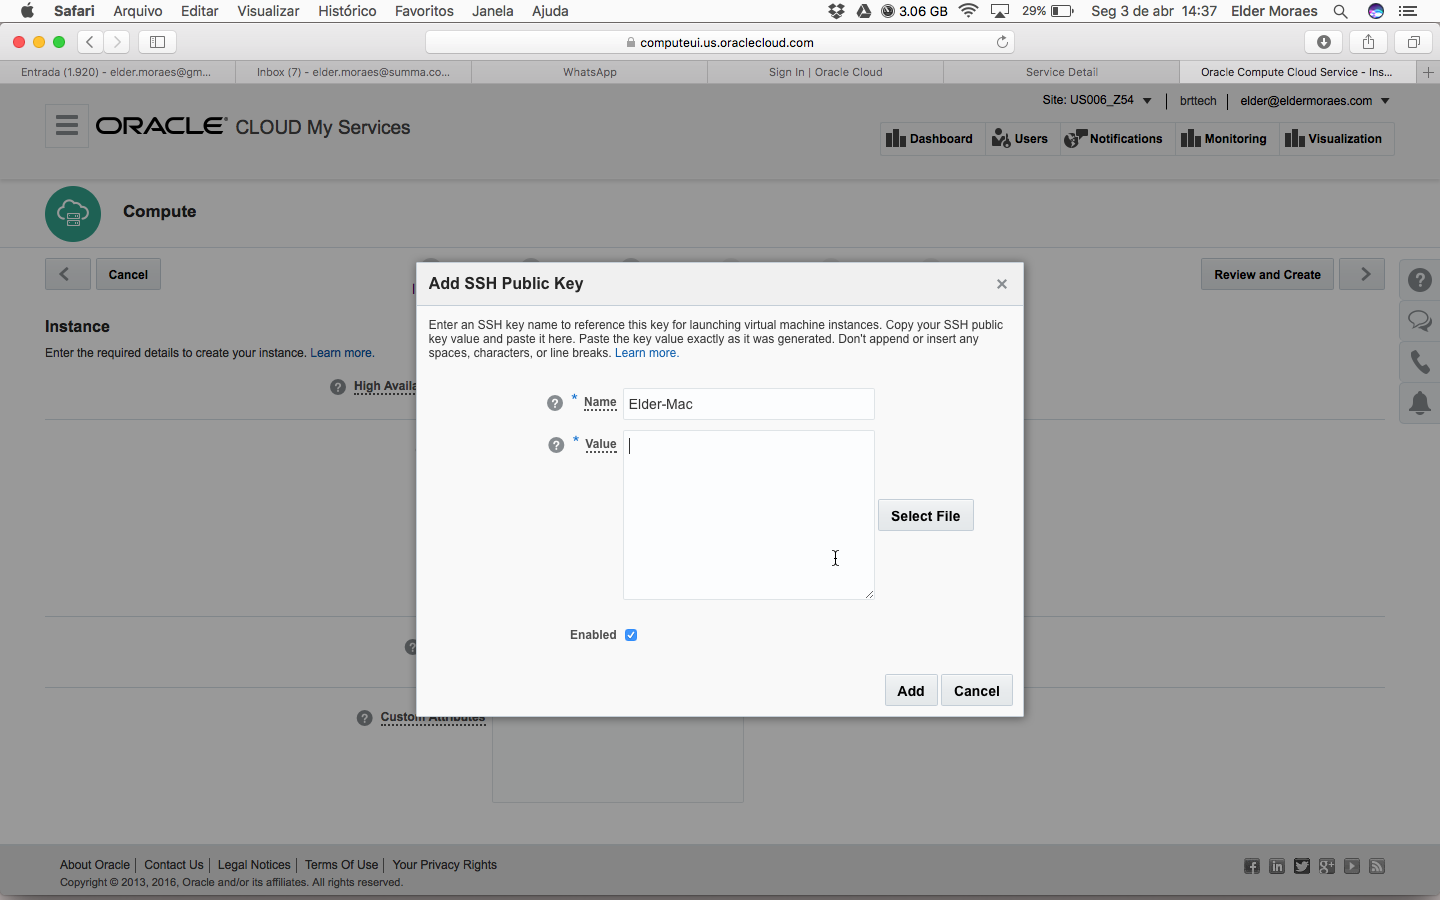 Safari Arquivo Editar Visualizar Histórico Favoritos Janela Ajuda 3.06 GB 29% Seg 3 de abr 14:37 Elder Moraes
computeui.us.oraclecloud.com
Entrada (1.920) - elder.moraes@gm... Inbox (7) - elder.moraes@summa.co... WhatsApp Sign In | Oracle Cloud Service Detail Oracle Compute Cloud Service - Ins...
Site: US006_Z54 brttech elder@eldermoraes.com
ORACLE CLOUD My Services
Dashboard Users Notifications Monitoring Visualization
Compute
Cancel Review and Create
Instance
Enter the required details to create your instance. Learn more.
High Availa
Add SSH Public Key
Enter an SSH key name to reference this key for launching virtual machine instances. Copy your SSH public
key value and paste it here. Paste the key value exactly as it was generated. Don't append or insert any
spaces, characters, or line breaks. Learn more.
* Name Elder-Mac
* Value
Select File
Enabled
Add Cancel
Custom Attributes
About Oracle | Contact Us | Legal Notices | Terms Of Use | Your Privacy Rights
Copyright © 2013, 2016, Oracle and/or its affiliates. All rights reserved.